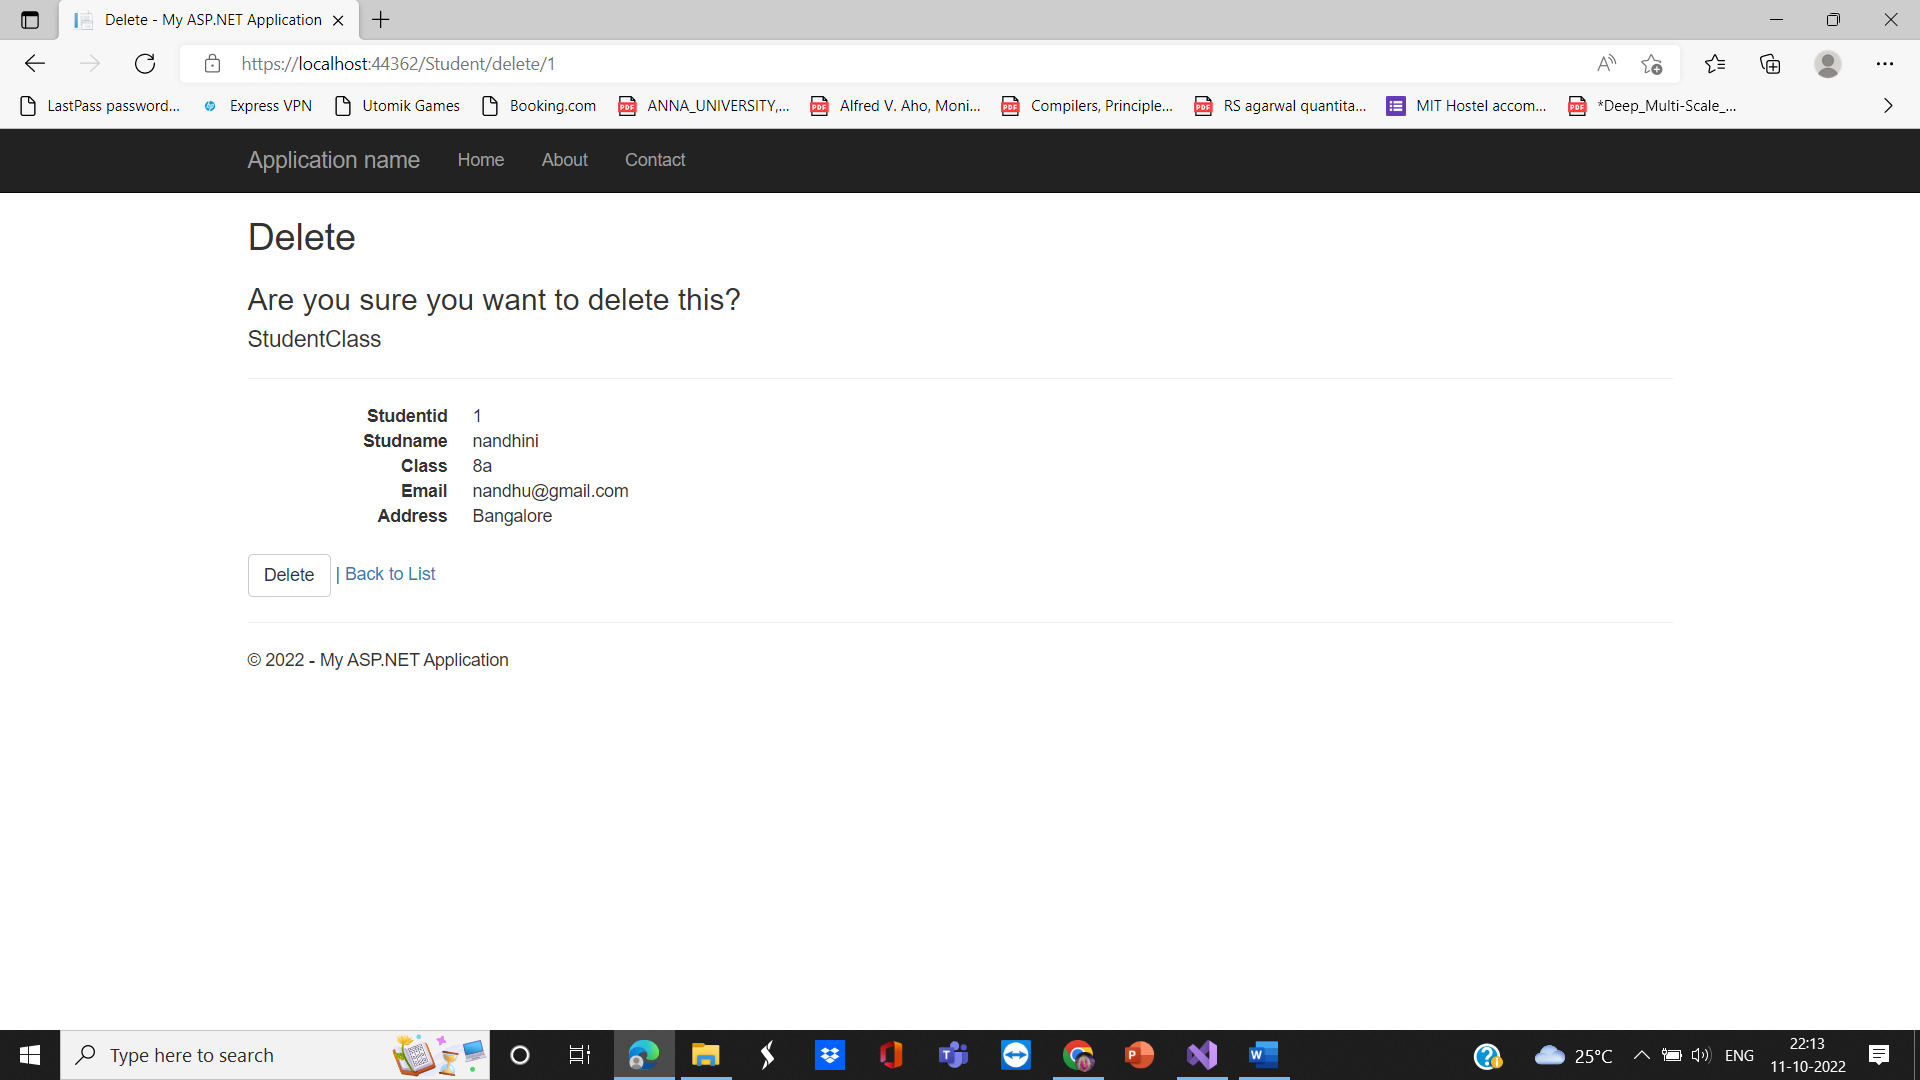 Delete - My ASP.NET Application
https://localhost:44362/Student/delete/1
LastPass password... Express VPN Utomik Games Booking.com ANNA_UNIVERSITY,... Alfred V. Aho, Moni... Compilers, Principle... RS agarwal quantita... MIT Hostel accom... *Deep_Multi-Scale_...
Application name Home About Contact
Delete
Are you sure you want to delete this?
StudentClass
Studentid 1
Studname nandhini
Class 8a
Email nandhu@gmail.com
Address Bangalore
Delete | Back to List
© 2022 - My ASP.NET Application
Type here to search
25°C ENG
22:13
11-10-2022